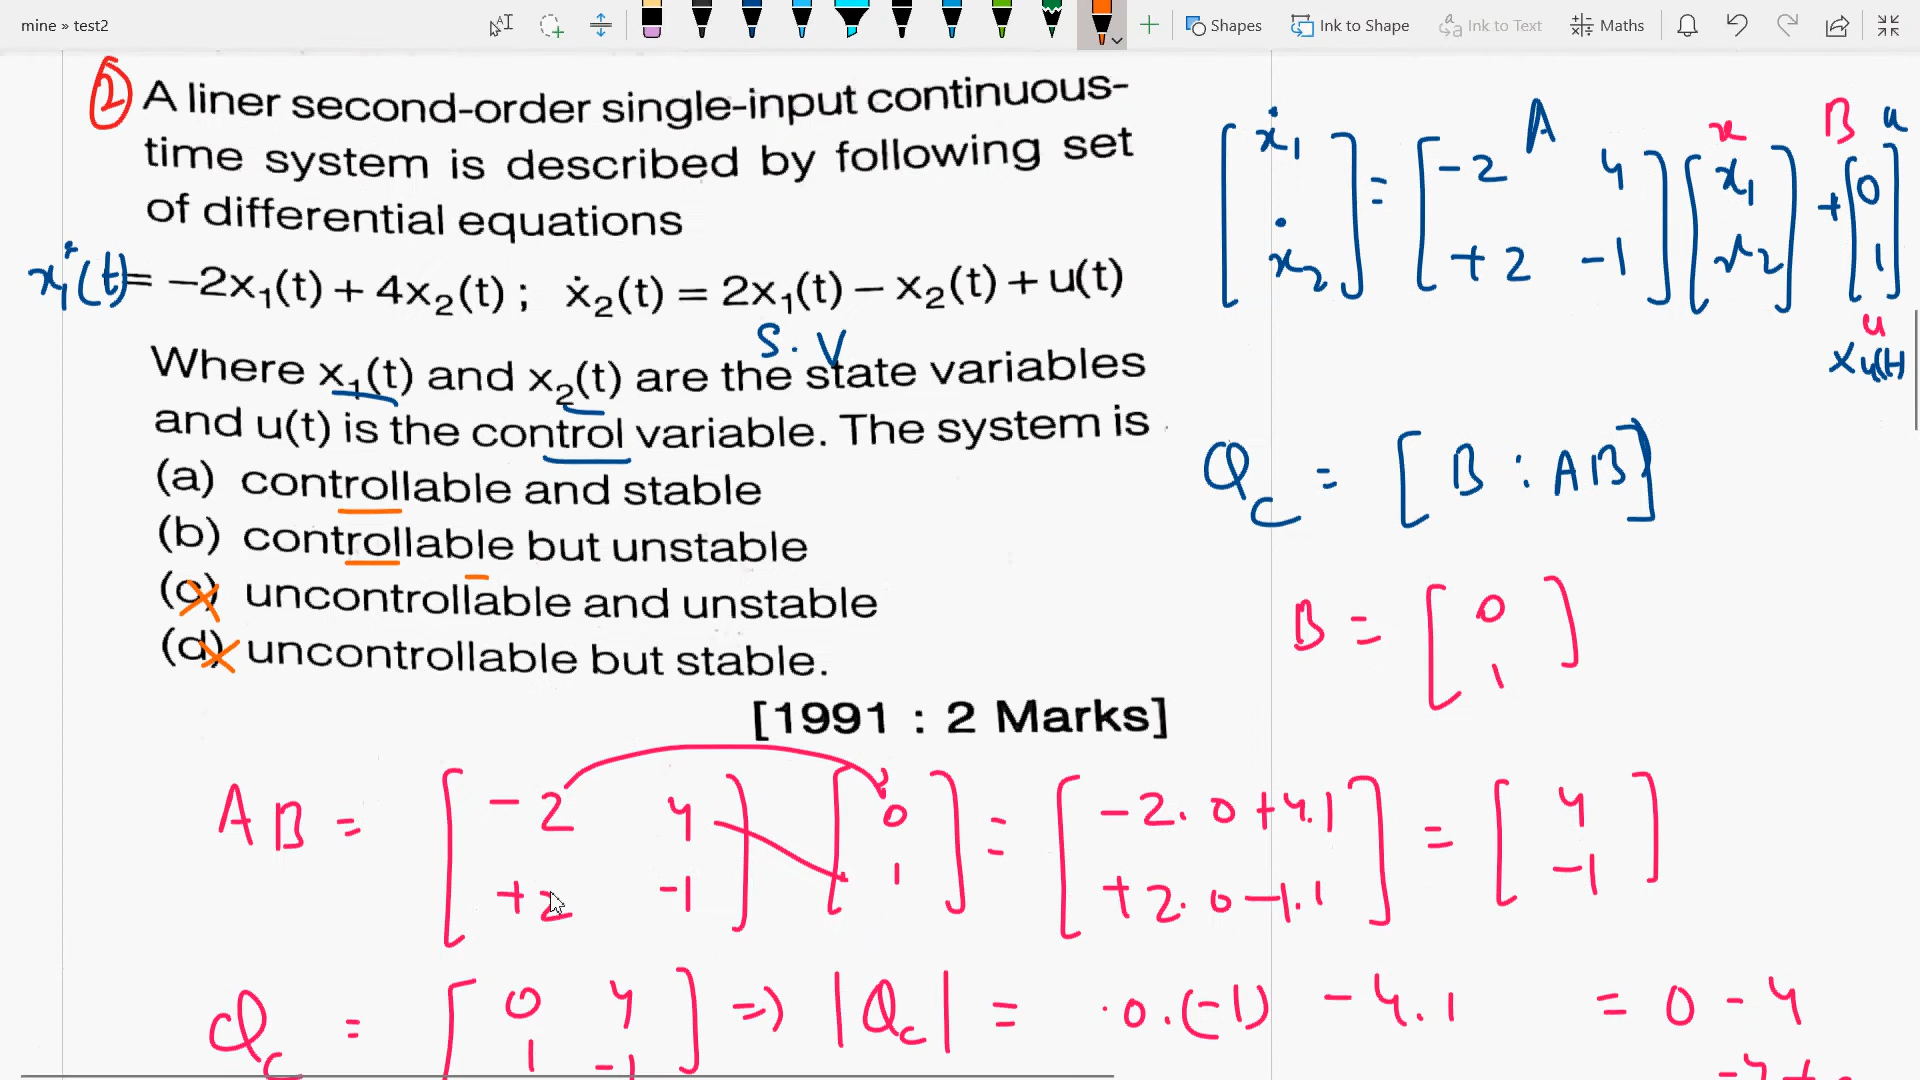 mine » test2
Shapes
Ink to Shape
Ink to Text
Maths
② A liner second-order single-input continuous-
time system is described by following set
of differential equations
ẋ₁(t) = −2x₁(t) + 4x₂(t) ; ẋ₂(t) = 2x₁(t) − x₂(t) + u(t)
S. V
Where x₁(t) and x₂(t) are the state variables
and u(t) is the control variable. The system is
(a) controllable and stable
(b) controllable but unstable
(c) uncontrollable and unstable
(d) uncontrollable but stable.
[1991 : 2 Marks]
A x B u
[ẋ₁ = [-2 4 [x₁ + [0
ẋ₂] +2 -1] x₂] 1]
u
Qc = [B : AB]
B = [0
1]
AB = [-2 4 [0 = [-2.0+4.1 = [4
+2 -1] 1] +2.0-1.1] -1]
Qc = [0 4 ⇒ |Qc| = .0.(-1) -4.1 = 0-4
1 -1